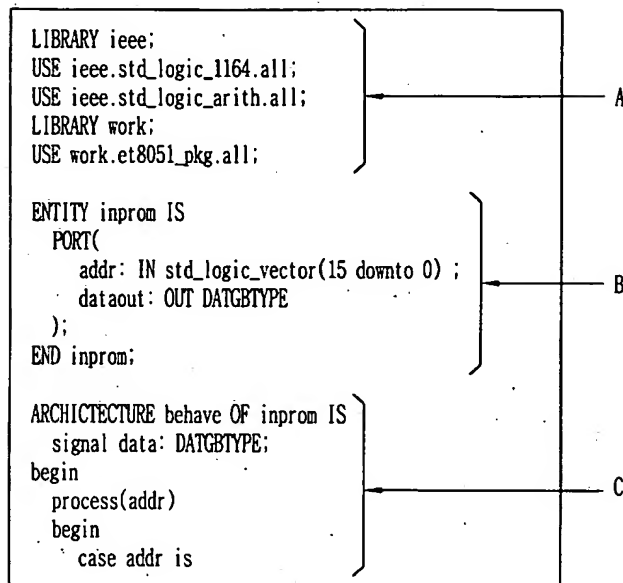 LIBRARY ieee;
USE ieee.std_logic_1164.all;
USE ieee.std_logic_arith.all;
LIBRARY work;
USE work.et8051_pkg.all;
A
ENTITY inprom IS
PORT(
addr: IN std_logic_vector(15 downto 0) ;
dataout: OUT DATGBTYPE
);
END inprom;
B
ARCHICTECTURE behave OF inprom IS
signal data: DATGBTYPE;
begin
process(addr)
begin
case addr is
C